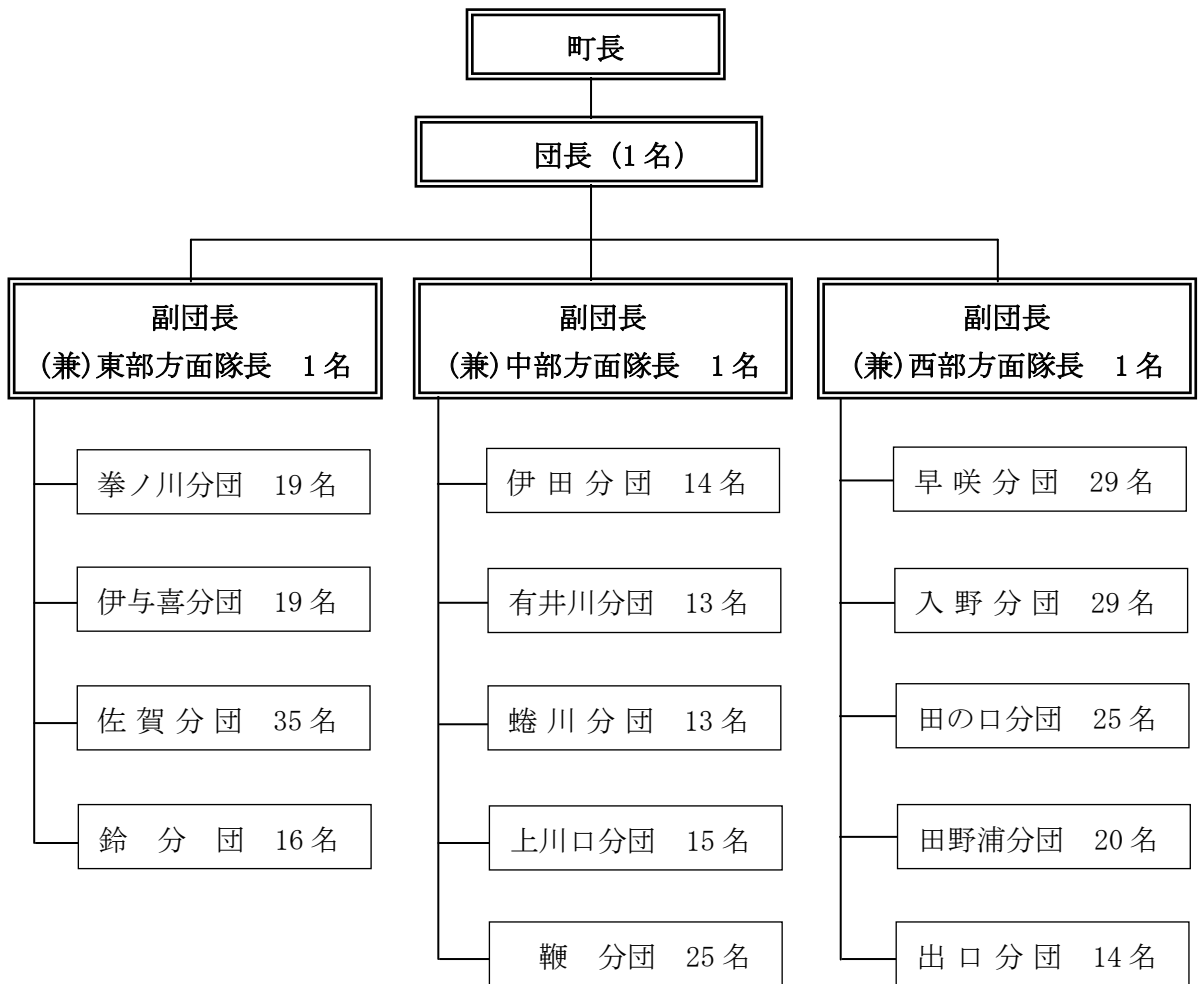 町長
団長 (1名)
副団長
(兼)東部方面隊長　1名
拳ノ川分団　19名
伊与喜分団　19名
佐 賀 分 団　35名
鈴　分　団　16名
副団長
(兼)中部方面隊長　1名
伊 田 分 団　14名
有井川分団　13名
蜷 川 分 団　13名
上川口分団　15名
鞭　分団　25名
副団長
(兼)西部方面隊長　1名
早 咲 分 団　29名
入 野 分 団　29名
田の口分団　25名
田野浦分団　20名
出 口 分 団　14名